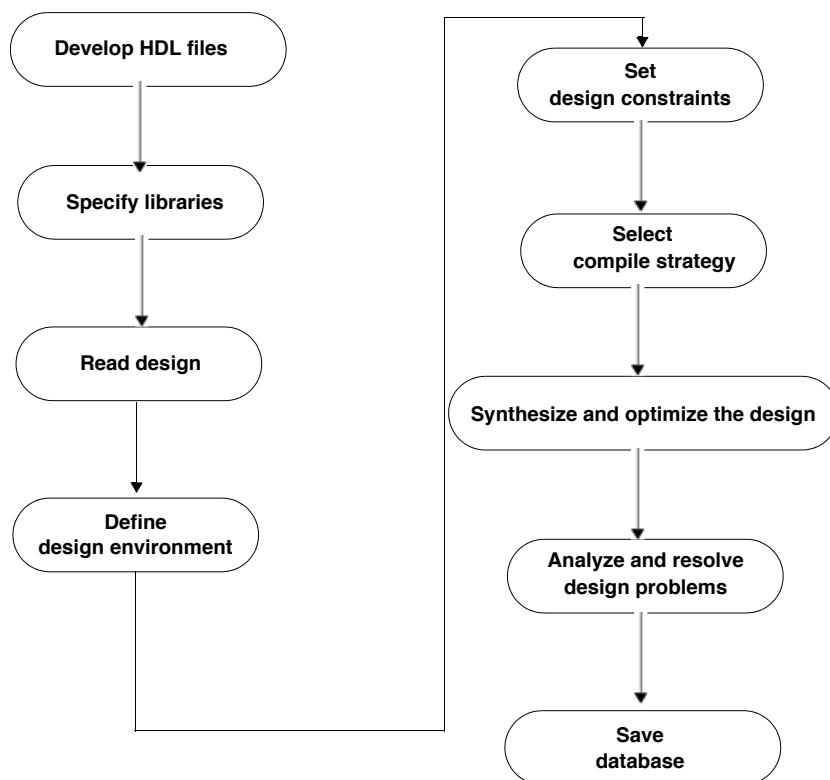 Develop HDL files
Specify libraries
Read design
Define
design environment
Set
design constraints
Select
compile strategy
Synthesize and optimize the design
Analyze and resolve
design problems
Save
database